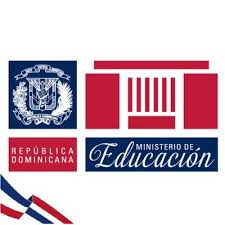 REPÚBLICA
DOMINICANA
MINISTERIO DE
Educación